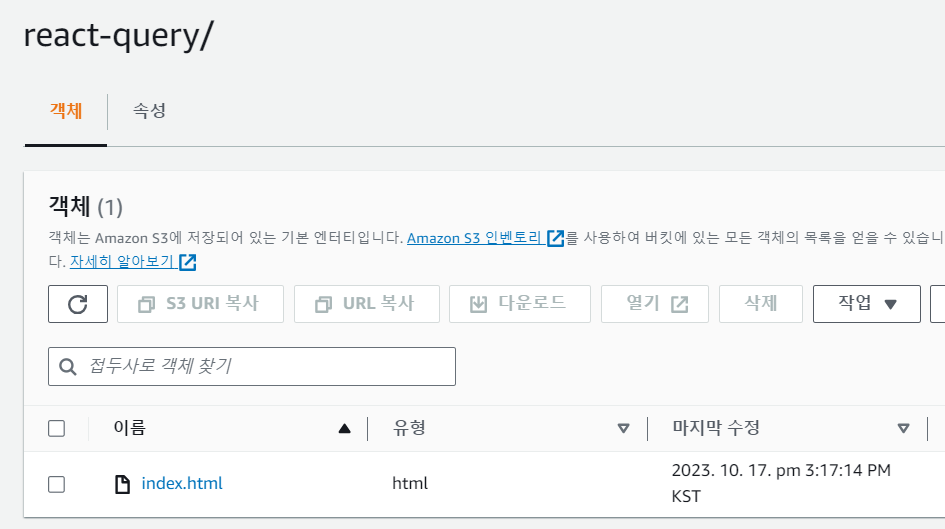 react-query/
객체 속성
객체 (1)
객체는 Amazon S3에 저장되어 있는 기본 엔터티입니다. Amazon S3 인벤토리 를 사용하여 버킷에 있는 모든 객체의 목록을 얻을 수 있습니
다. 자세히 알아보기
S3 URI 복사 URL 복사 다운로드 열기 삭제 작업
접두사로 객체 찾기
이름 유형 마지막 수정
index.html html 2023. 10. 17. pm 3:17:14 PM
KST